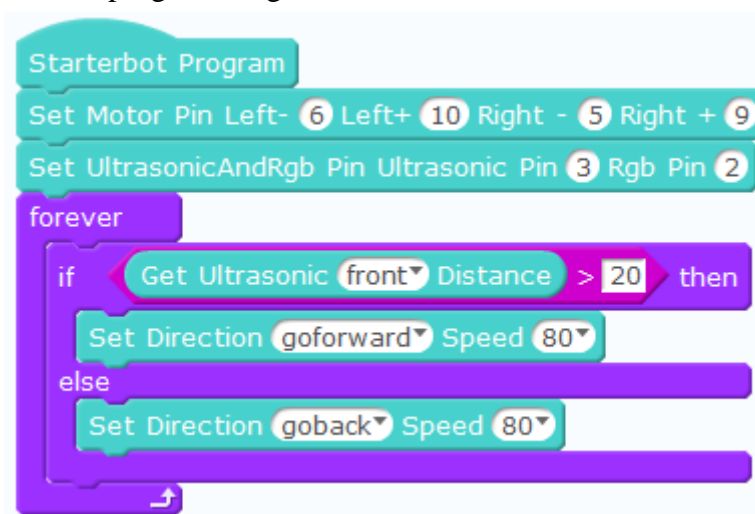 Starterbot Program
Set Motor Pin Left- 6 Left+ 10 Right - 5 Right + 9
Set UltrasonicAndRgb Pin Ultrasonic Pin 3 Rgb Pin 2
forever
if Get Ultrasonic front Distance > 20 then
Set Direction goforward Speed 80
else
Set Direction goback Speed 80